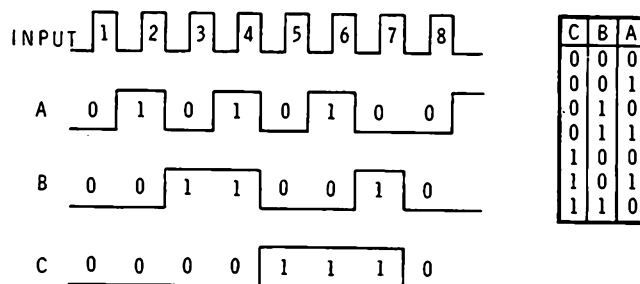 INPUT 1 2 3 4 5 6 7 8
A 0 1 0 1 0 1 0 0
B 0 0 1 1 0 0 1 0
C 0 0 0 0 1 1 1 0
C B A
0 0 0
0 0 1
0 1 0
0 1 1
1 0 0
1 0 1
1 1 0